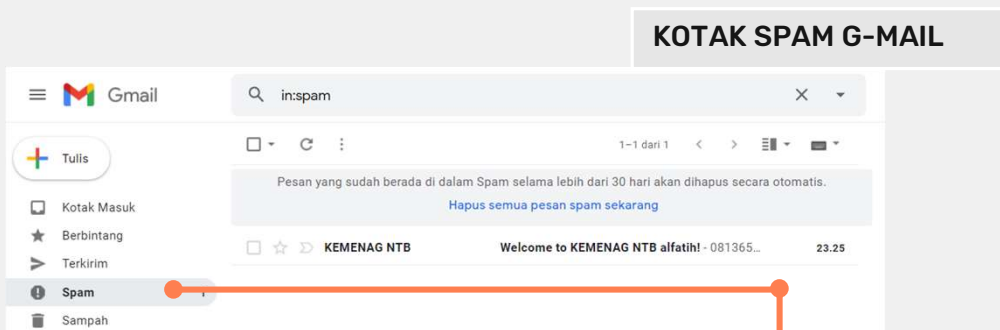 KOTAK SPAM G-MAIL
Gmail
in:spam
Tulis
1–1 dari 1
Pesan yang sudah berada di dalam Spam selama lebih dari 30 hari akan dihapus secara otomatis.
Hapus semua pesan spam sekarang
Kotak Masuk
Berbintang
KEMENAG NTB Welcome to KEMENAG NTB alfatih! - 081365… 23.25
Terkirim
Spam
Sampah